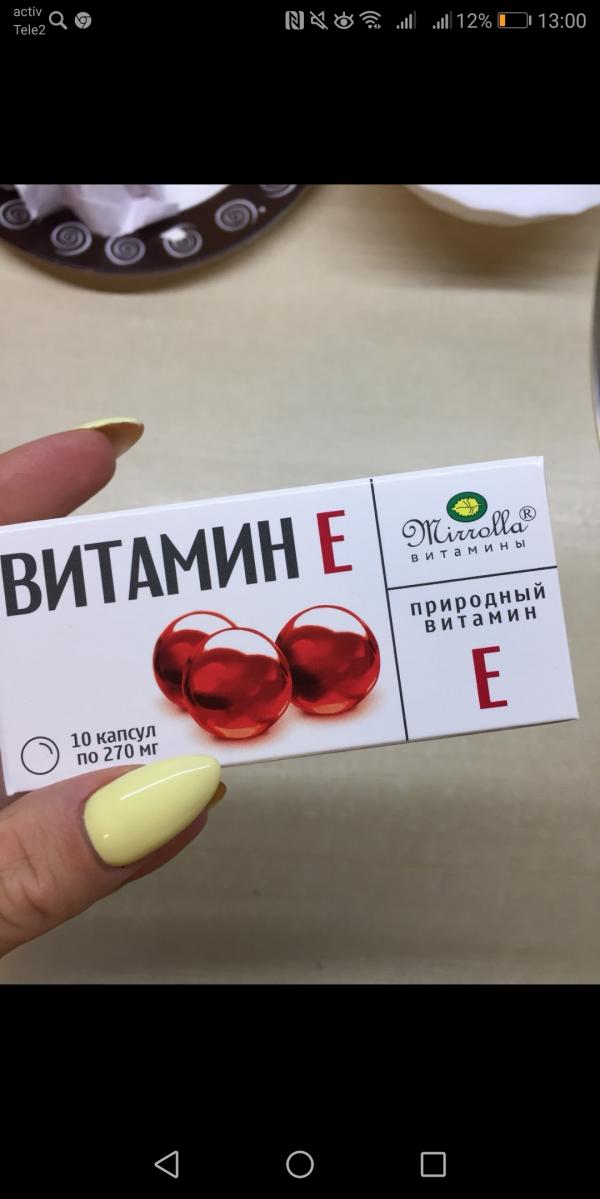 activ
Tele2
12% 13:00
ВИТАМИН Е
Mirrolla®
витамины
природный
витамин
Е
10 капсул
по 270 мг